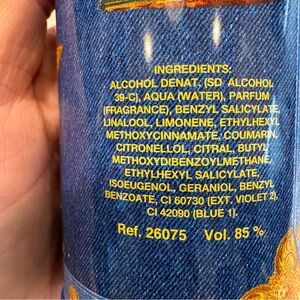 INGREDIENTS:
ALCOHOL DENAT. (SD ALCOHOL
39-C), AQUA (WATER), PARFUM
(FRAGRANCE), BENZYL SALICYLATE,
LINALOOL, LIMONENE, ETHYLHEXYL
METHOXYCINNAMATE, COUMARIN,
CITRONELLOL, CITRAL, BUTYL
METHOXYDIBENZOYLMETHANE,
ETHYLHEXYL SALICYLATE,
ISOEUGENOL, GERANIOL, BENZYL
BENZOATE, CI 60730 (EXT. VIOLET 2),
CI 42090 (BLUE 1).
Ref. 26075 Vol. 85 %